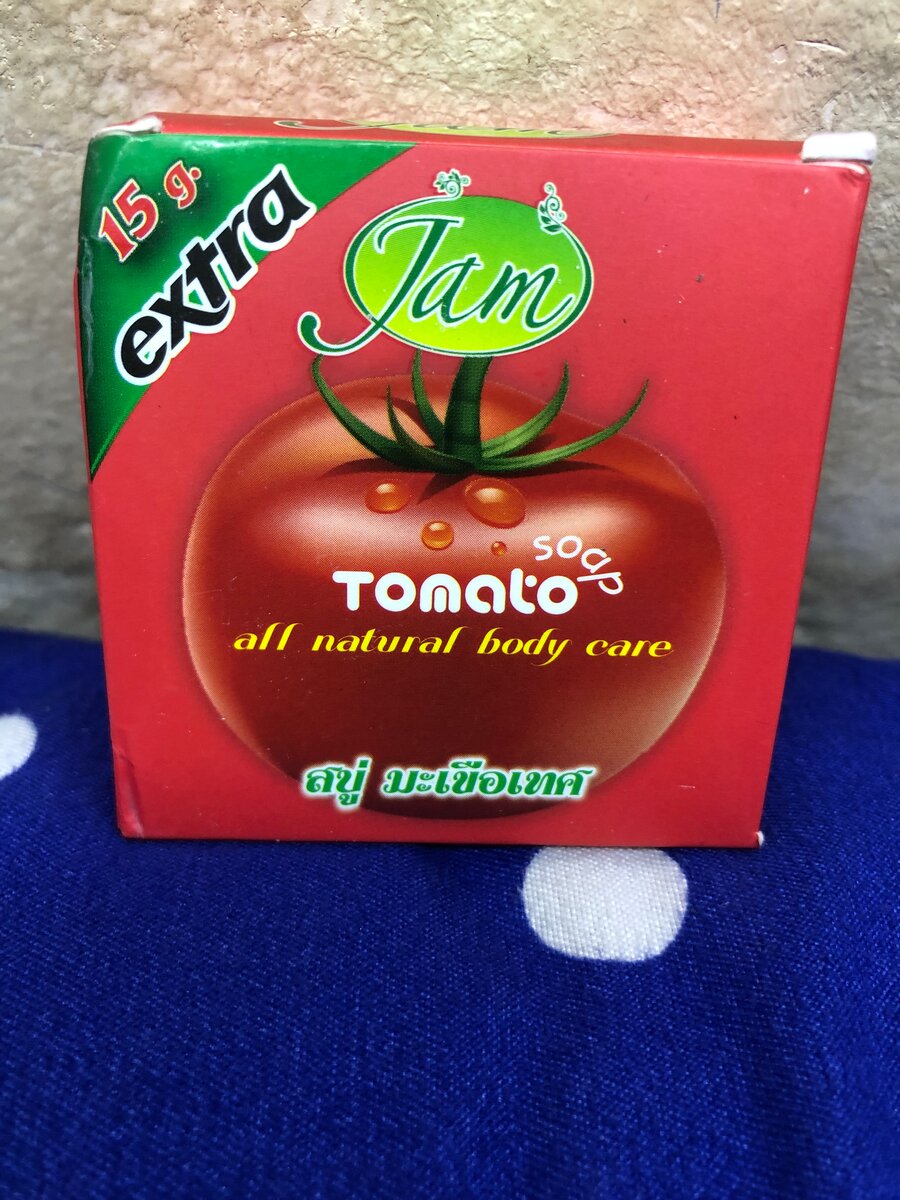 15 g.
extra
Jam
soap
Tomato
all natural body care
สบู่ มะเขือเทศ